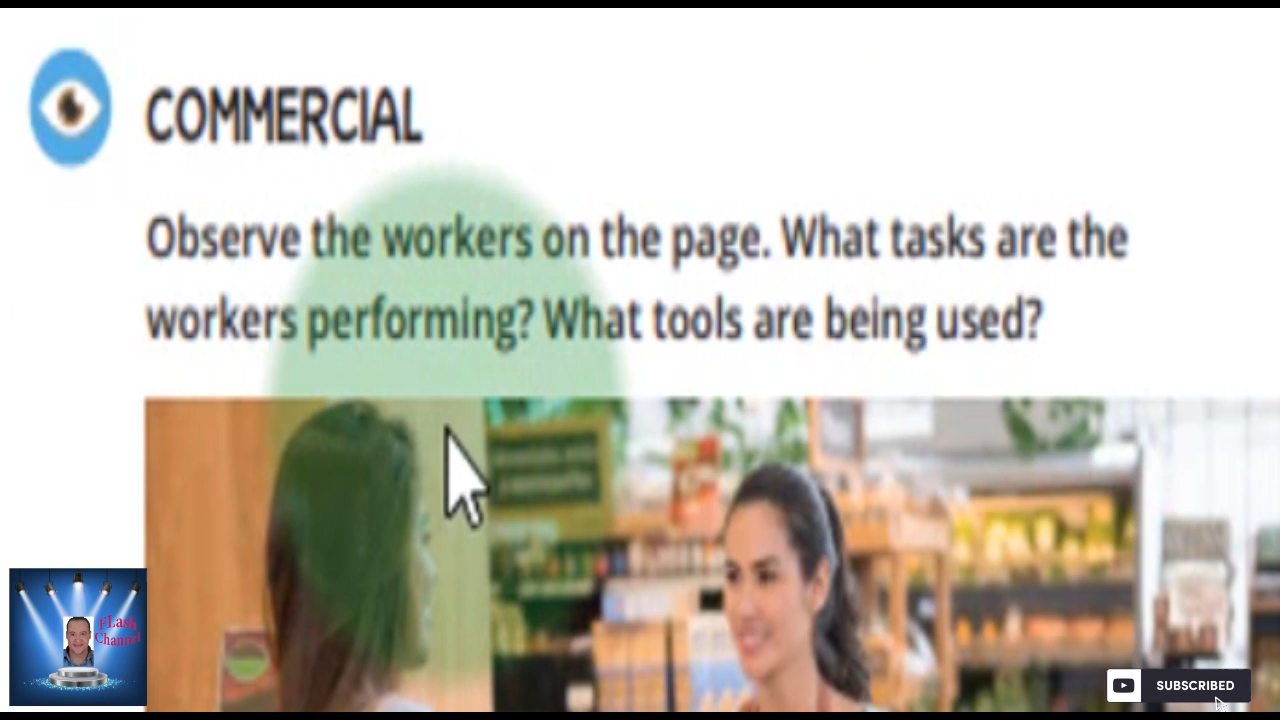 COMMERCIAL
Observe the workers on the page. What tasks are the
workers performing? What tools are being used?
FLash
Channel
SUBSCRIBED